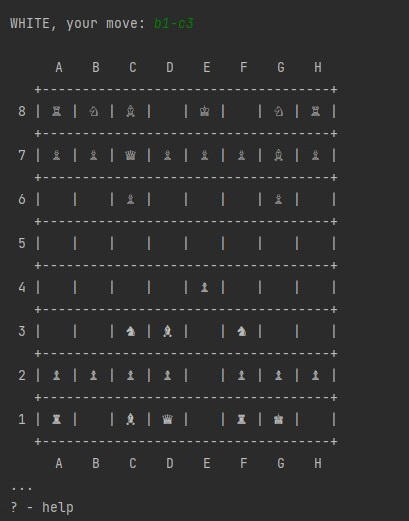 WHITE, your move: b1-c3
A B C D E F G H
+------------------------------------+
8 | ♖ | ♘ | ♗ |   | ♔ |   | ♘ | ♖ |
+------------------------------------+
7 | ♙ | ♙ | ♕ | ♙ | ♙ | ♙ | ♗ | ♙ |
+------------------------------------+
6 |   |   | ♙ |   |   |   | ♙ |   |
+------------------------------------+
5 |   |   |   |   |   |   |   |   |
+------------------------------------+
4 |   |   |   |   | ♟ |   |   |   |
+------------------------------------+
3 |   |   | ♞ | ♝ |   | ♞ |   |   |
+------------------------------------+
2 | ♟ | ♟ | ♟ | ♟ |   | ♟ | ♟ | ♟ |
+------------------------------------+
1 | ♜ |   | ♝ | ♛ |   | ♜ | ♚ |   |
+------------------------------------+
A B C D E F G H
...
? - help